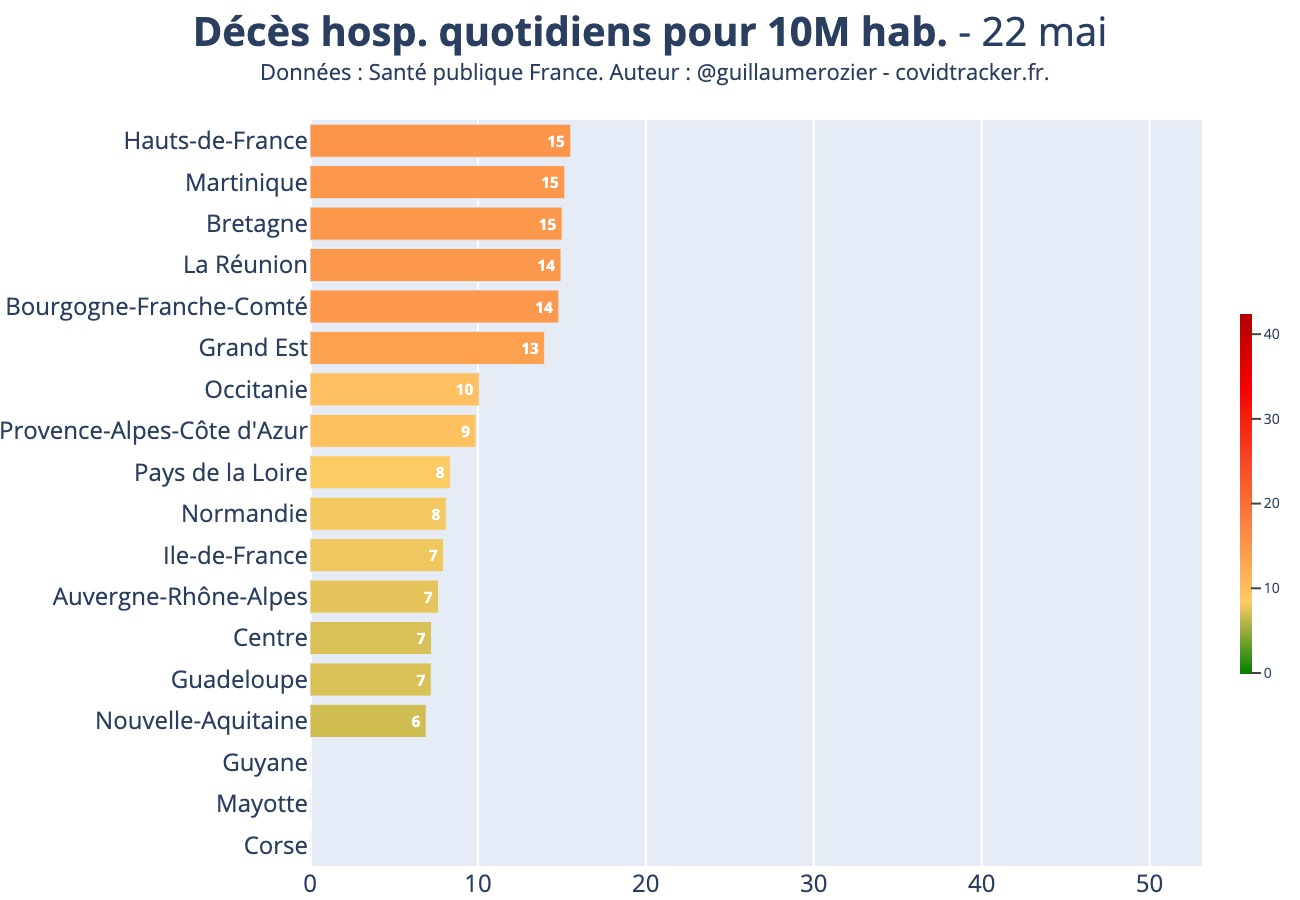 Décès hosp. quotidiens pour 10M hab. - 22 mai
Données : Santé publique France. Auteur : @guillaumerozier - covidtracker.fr.
Hauts-de-France 15
Martinique 15
Bretagne 15
La Réunion 14
Bourgogne-Franche-Comté 14
Grand Est 13
Occitanie 10
Provence-Alpes-Côte d'Azur 9
Pays de la Loire 8
Normandie 8
Ile-de-France 7
Auvergne-Rhône-Alpes 7
Centre 7
Guadeloupe 7
Nouvelle-Aquitaine 6
Guyane
Mayotte
Corse
0 10 20 30 40 50
40
30
20
10
0